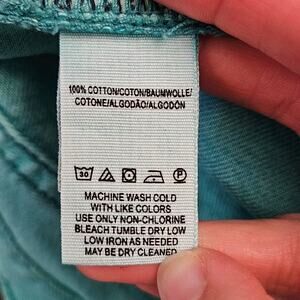 100% COTTON/COTON/BAUMWOLLE/
COTONE/ALGODÃO/ALGODÓN
30 P
MACHINE WASH COLD
WITH LIKE COLORS
USE ONLY NON-CHLORINE
BLEACH TUMBLE DRY LOW
LOW IRON AS NEEDED
MAY BE DRY CLEANED